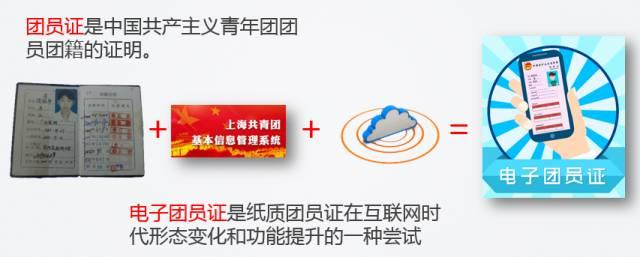 团员证是中国共产主义青年团团
员团籍的证明。
上海共青团
基本信息管理系统
电子团员证
电子团员证是纸质团员证在互联网时
代形态变化和功能提升的一种尝试